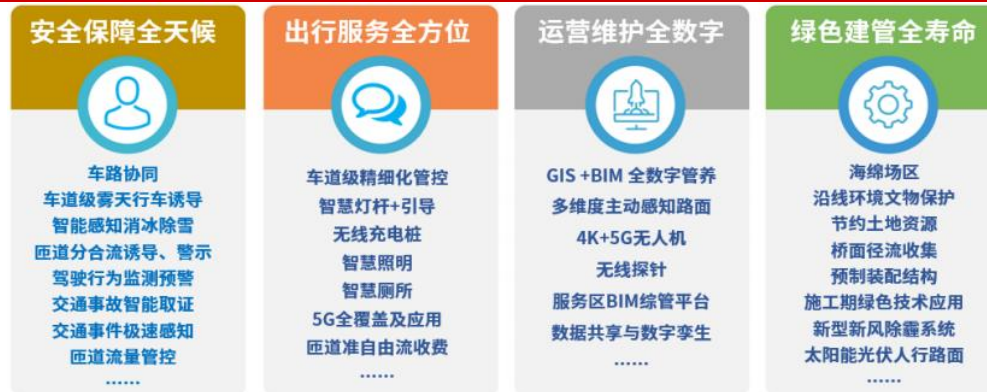 安全保障全天候
车路协同
车道级雾天行车诱导
智能感知消冰除雪
匝道分合流诱导、警示
驾驶行为监测预警
交通事故智能取证
交通事件极速感知
匝道流量管控
……
出行服务全方位
车道级精细化管控
智慧灯杆+引导
无线充电桩
智慧照明
智慧厕所
5G全覆盖及应用
匝道准自由流收费
……
运营维护全数字
GIS +BIM 全数字管养
多维度主动感知路面
4K+5G无人机
无线探针
服务区BIM综管平台
数据共享与数字孪生
……
绿色建管全寿命
海绵场区
沿线环境文物保护
节约土地资源
桥面径流收集
预制装配结构
施工期绿色技术应用
新型新风除霾系统
太阳能光伏人行路面
……